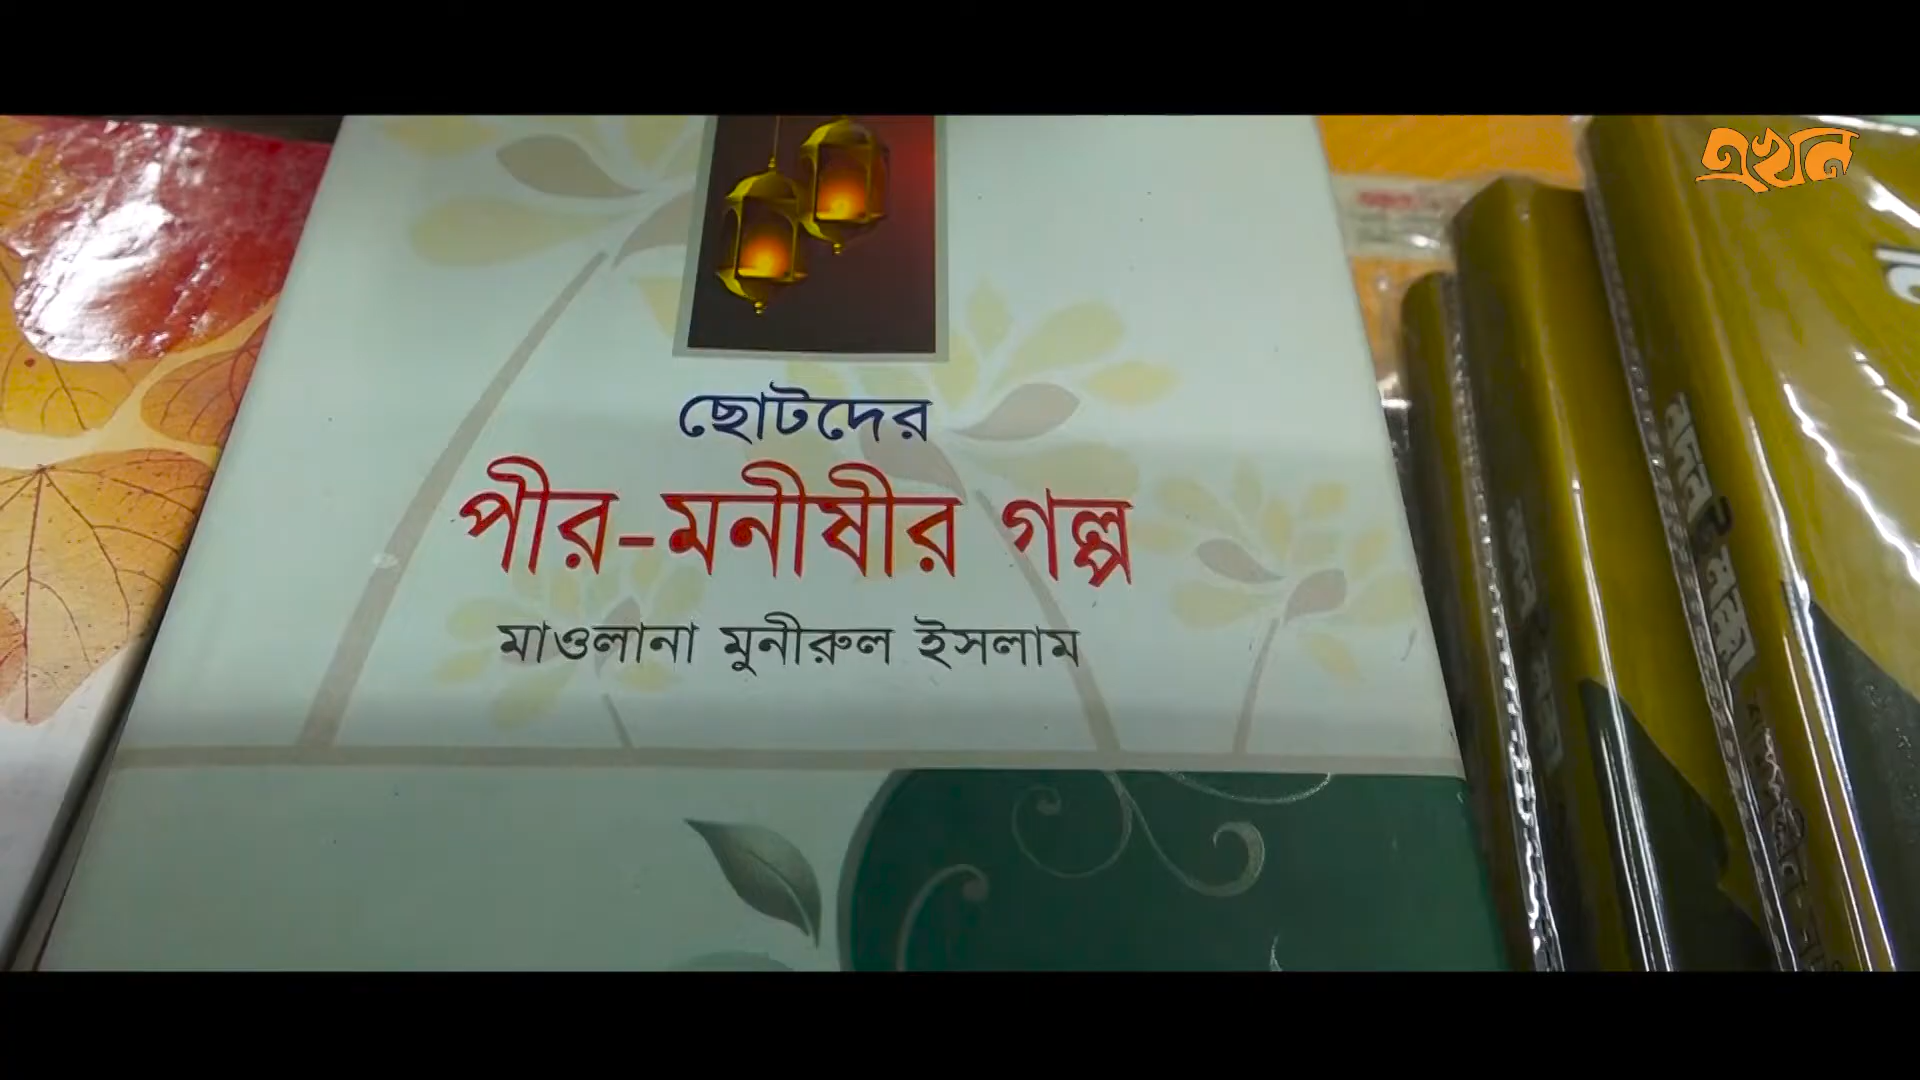 এখন
ছোটদের
পীর-মনীষীর গল্প
মাওলানা মুনীরুল ইসলাম